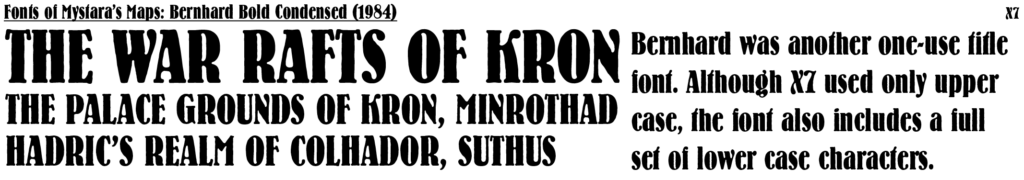 Fonts of Mystara's Maps: Bernhard Bold Condensed (1984) X7
THE WAR RAFTS OF KRON
THE PALACE GROUNDS OF KRON, MINROTHAD
HADRIC'S REALM OF COLHADOR, SUTHUS
Bernhard was another one-use title
font. Although X7 used only upper
case, the font also includes a full
set of lower case characters.